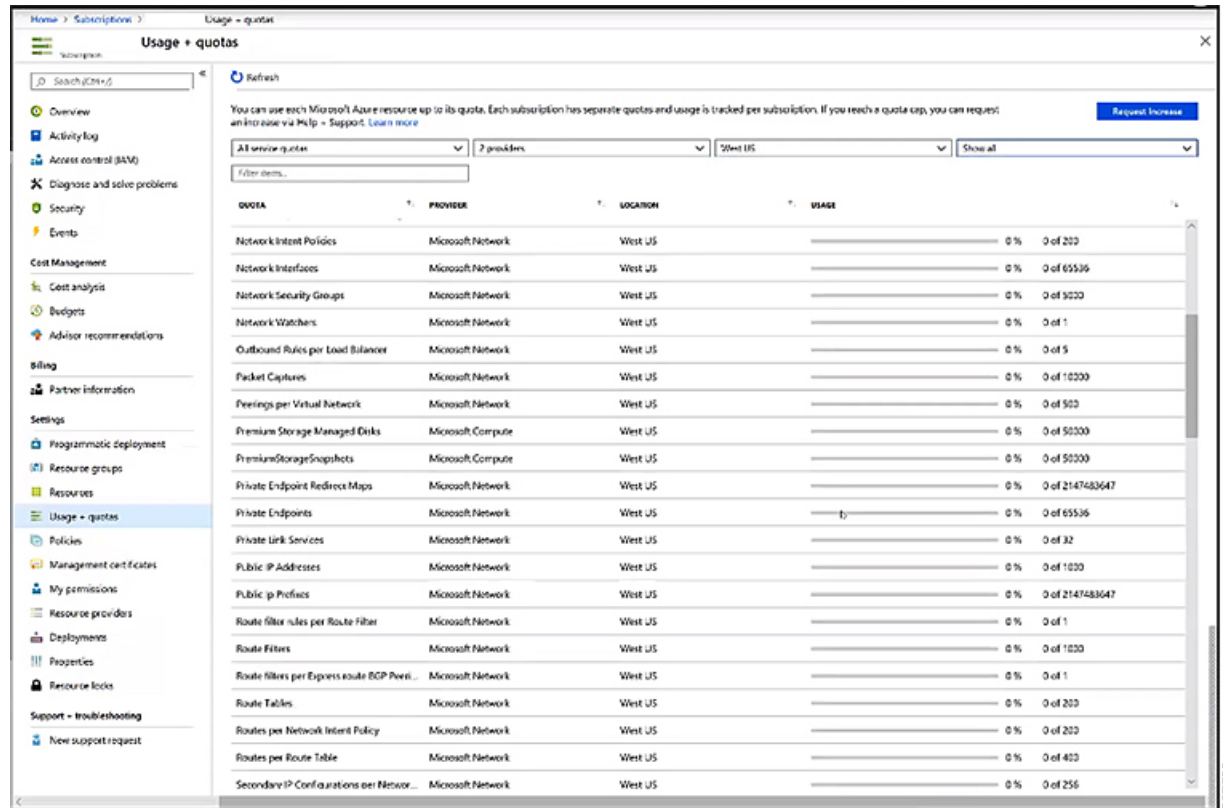 Home > Subscriptions > Usage + quotas
Usage + quotas
Subscription
Search (Ctrl+/)
Overview
Activity log
Access control (IAM)
Diagnose and solve problems
Security
Events
Cost Management
Cost analysis
Budgets
Advisor recommendations
Billing
Partner information
Settings
Programmatic deployment
Resource groups
Resources
Usage + quotas
Policies
Management certificates
My permissions
Resource providers
Deployments
Properties
Resource locks
Support + troubleshooting
New support request
Refresh
You can use each Microsoft Azure resource up to its quota. Each subscription has separate quotas and usage is tracked per subscription. If you reach a quota cap, you can request
an increase via Help + Support. Learn more
Request Increase
All service quotas 2 providers West US Show all
Filter items...
QUOTA PROVIDER LOCATION USAGE
Network Intent Policies Microsoft.Network West US 0 % 0 of 200
Network Interfaces Microsoft.Network West US 0 % 0 of 65536
Network Security Groups Microsoft.Network West US 0 % 0 of 5000
Network Watchers Microsoft.Network West US 0 % 0 of 1
Outbound Rules per Load Balancer Microsoft.Network West US 0 % 0 of 5
Packet Captures Microsoft.Network West US 0 % 0 of 10000
Peerings per Virtual Network Microsoft.Network West US 0 % 0 of 500
Premium Storage Managed Disks Microsoft.Compute West US 0 % 0 of 50000
PremiumStorageSnapshots Microsoft.Compute West US 0 % 0 of 50000
Private Endpoint Redirect Maps Microsoft.Network West US 0 % 0 of 2147483647
Private Endpoints Microsoft.Network West US 0 % 0 of 65536
Private Link Services Microsoft.Network West US 0 % 0 of 32
Public IP Addresses Microsoft.Network West US 0 % 0 of 1000
Public Ip Prefixes Microsoft.Network West US 0 % 0 of 2147483647
Route filter rules per Route Filter Microsoft.Network West US 0 % 0 of 1
Route Filters Microsoft.Network West US 0 % 0 of 1000
Route filters per Express route BGP Peeri... Microsoft.Network West US 0 % 0 of 1
Route Tables Microsoft.Network West US 0 % 0 of 200
Routes per Network Intent Policy Microsoft.Network West US 0 % 0 of 200
Routes per Route Table Microsoft.Network West US 0 % 0 of 400
Secondary IP Configurations per Networ... Microsoft.Network West US 0 % 0 of 256